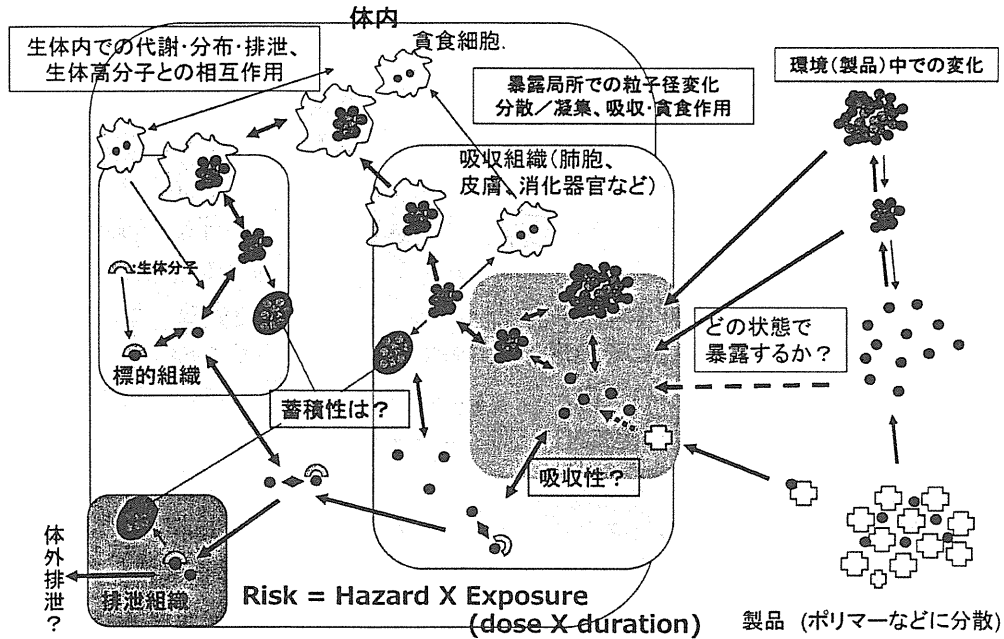 体内
生体内での代謝・分布・排泄、
生体高分子との相互作用
貪食細胞.
暴露局所での粒子径変化
分散／凝集、吸収・貪食作用
環境（製品）中での変化
吸収組織（肺胞、
皮膚、消化器官など）
:生体分子
どの状態で
暴露するか？
標的組織
蓄積性は？
吸収性？
体外排泄？
排泄組織
Risk = Hazard X Exposure
(dose X duration)
製品 (ポリマーなどに分散)